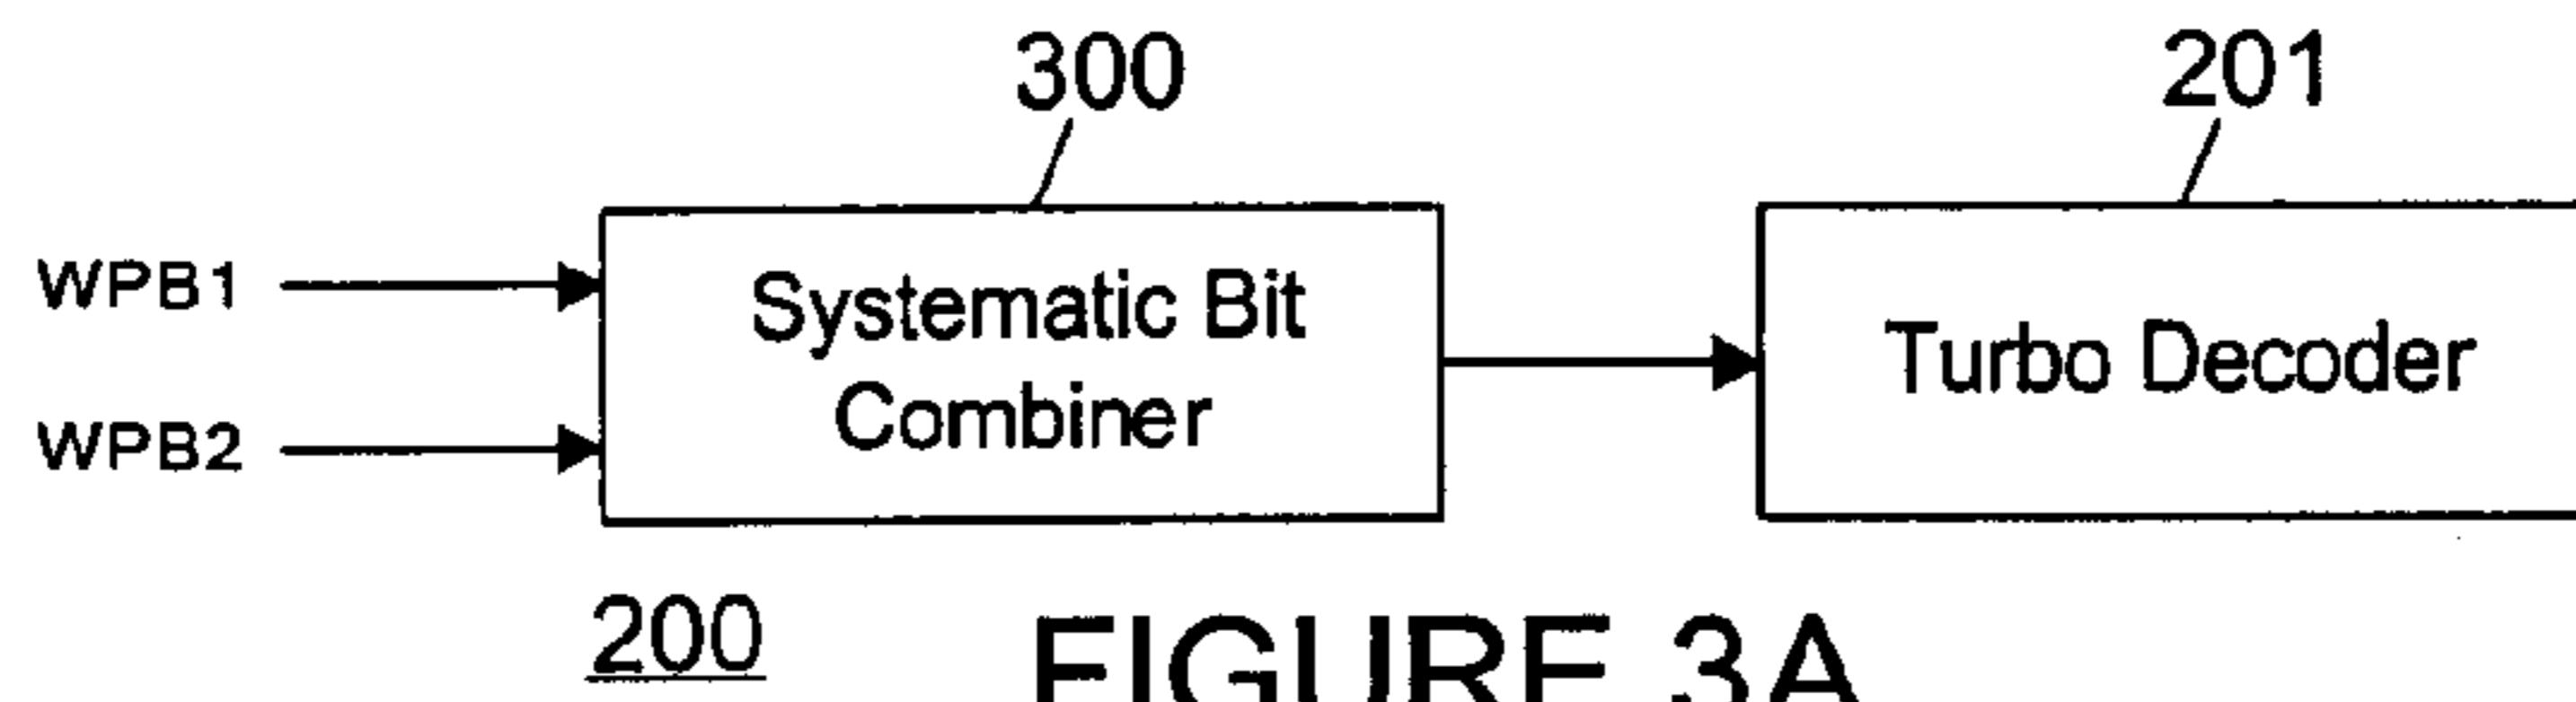 300
201
WPB1
Systematic Bit
Combiner
Turbo Decoder
WPB2
200
FIGURE 3A